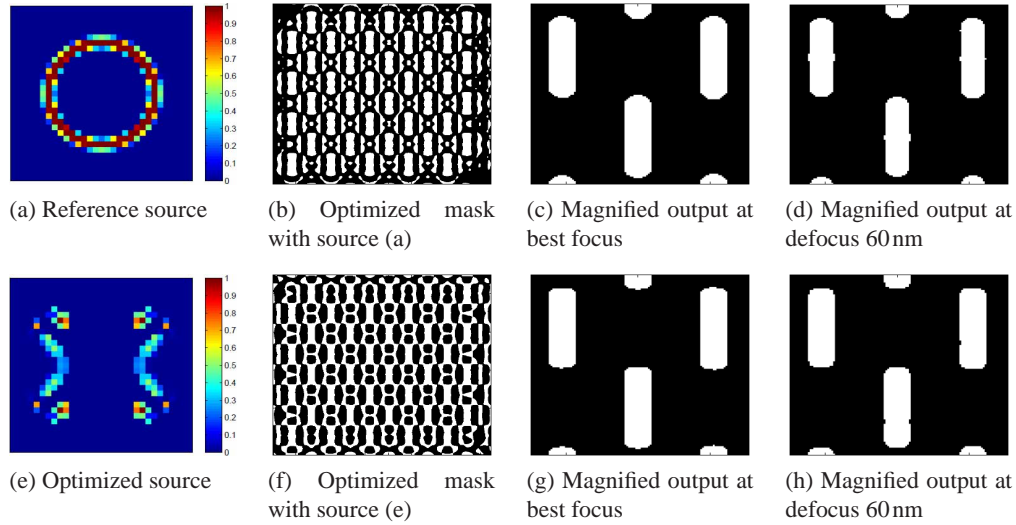 1
0.9
0.8
0.7
0.6
0.5
0.4
0.3
0.2
0.1
0
(a) Reference source
(b) Optimized mask
with source (a)
(c) Magnified output at
best focus
(d) Magnified output at
defocus 60 nm
1
0.9
0.8
0.7
0.6
0.5
0.4
0.3
0.2
0.1
0
(e) Optimized source
(f) Optimized mask
with source (e)
(g) Magnified output at
best focus
(h) Magnified output at
defocus 60 nm